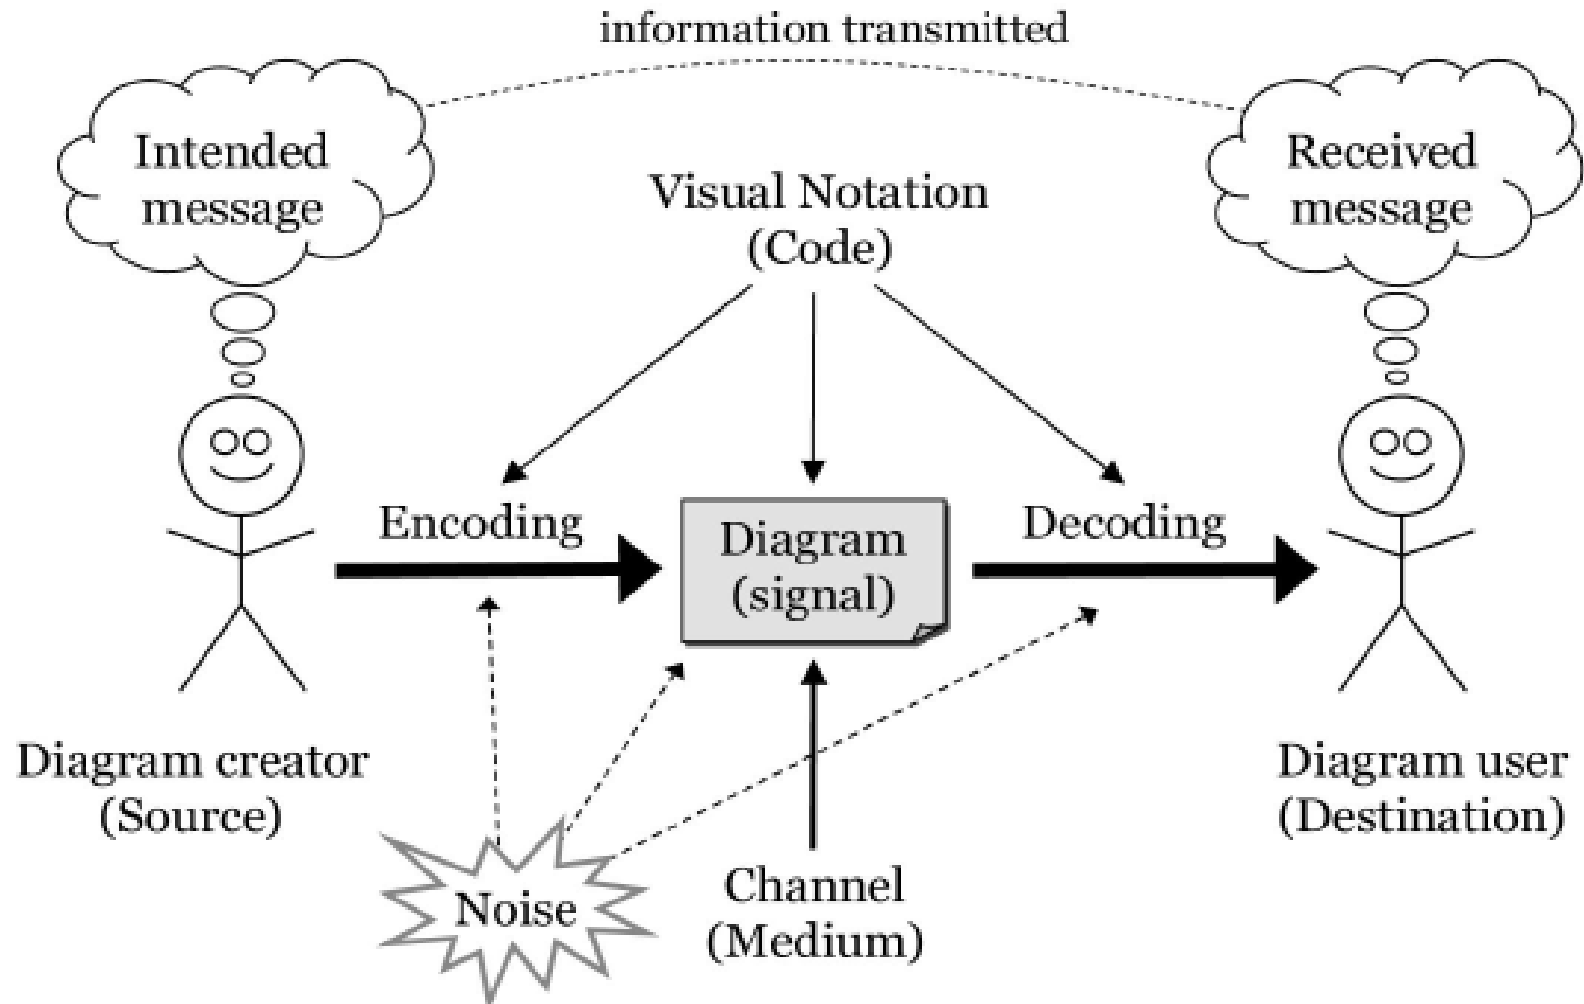 information transmitted
Intended
message
Received
message
Visual Notation
(Code)
Encoding
Diagram
(signal)
Decoding
Diagram creator
(Source)
Diagram user
(Destination)
Noise
Channel
(Medium)